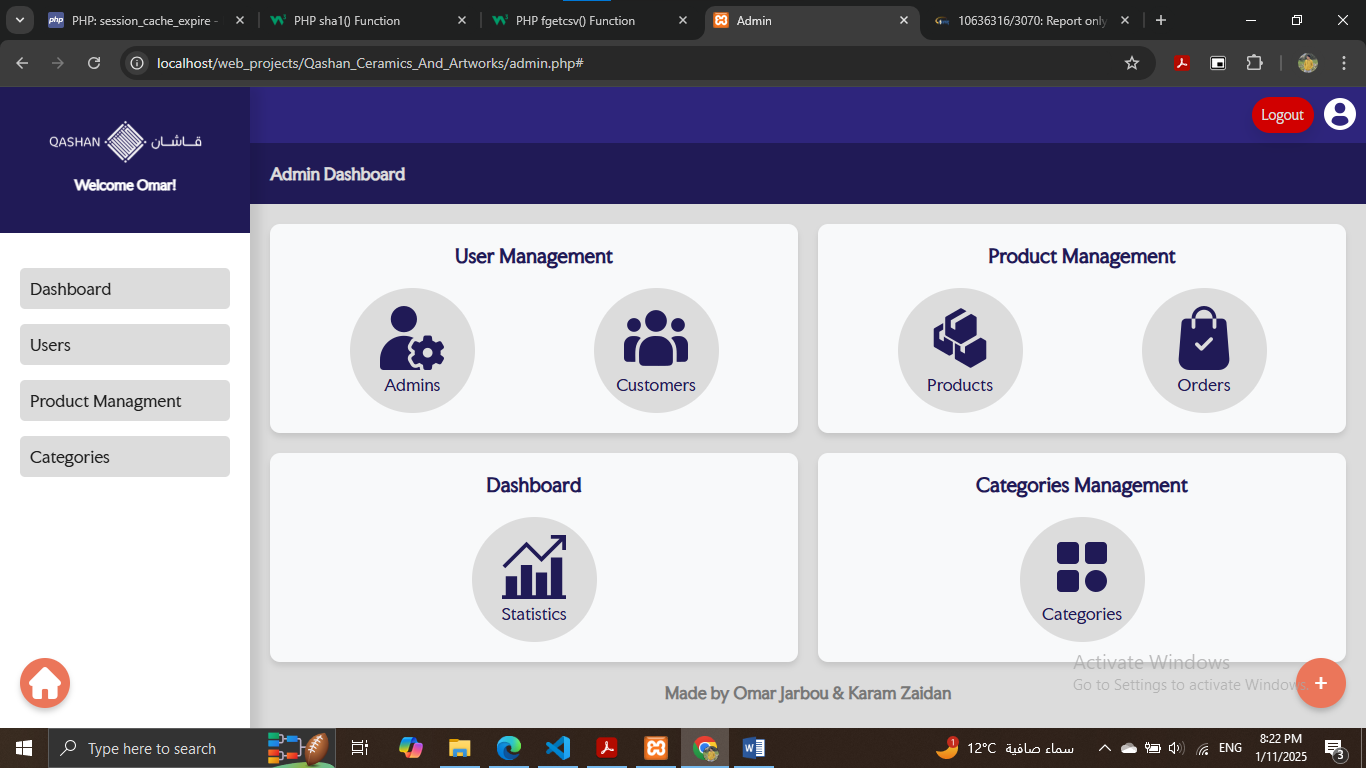 php PHP: session_cache_expire -
PHP sha1() Function
PHP fgetcsv() Function
Admin
10636316/3070: Report only
localhost/web_projects/Qashan_Ceramics_And_Artworks/admin.php#
Logout
QASHAN قاشان
Welcome Omar!
Admin Dashboard
Dashboard
Users
Product Managment
Categories
User Management
Admins
Customers
Product Management
Products
Orders
Dashboard
Statistics
Categories Management
Categories
Activate Windows
Go to Settings to activate Windows
+
Made by Omar Jarbou & Karam Zaidan
Type here to search
1
12°C سماء صافية
ENG
8:22 PM
1/11/2025
3